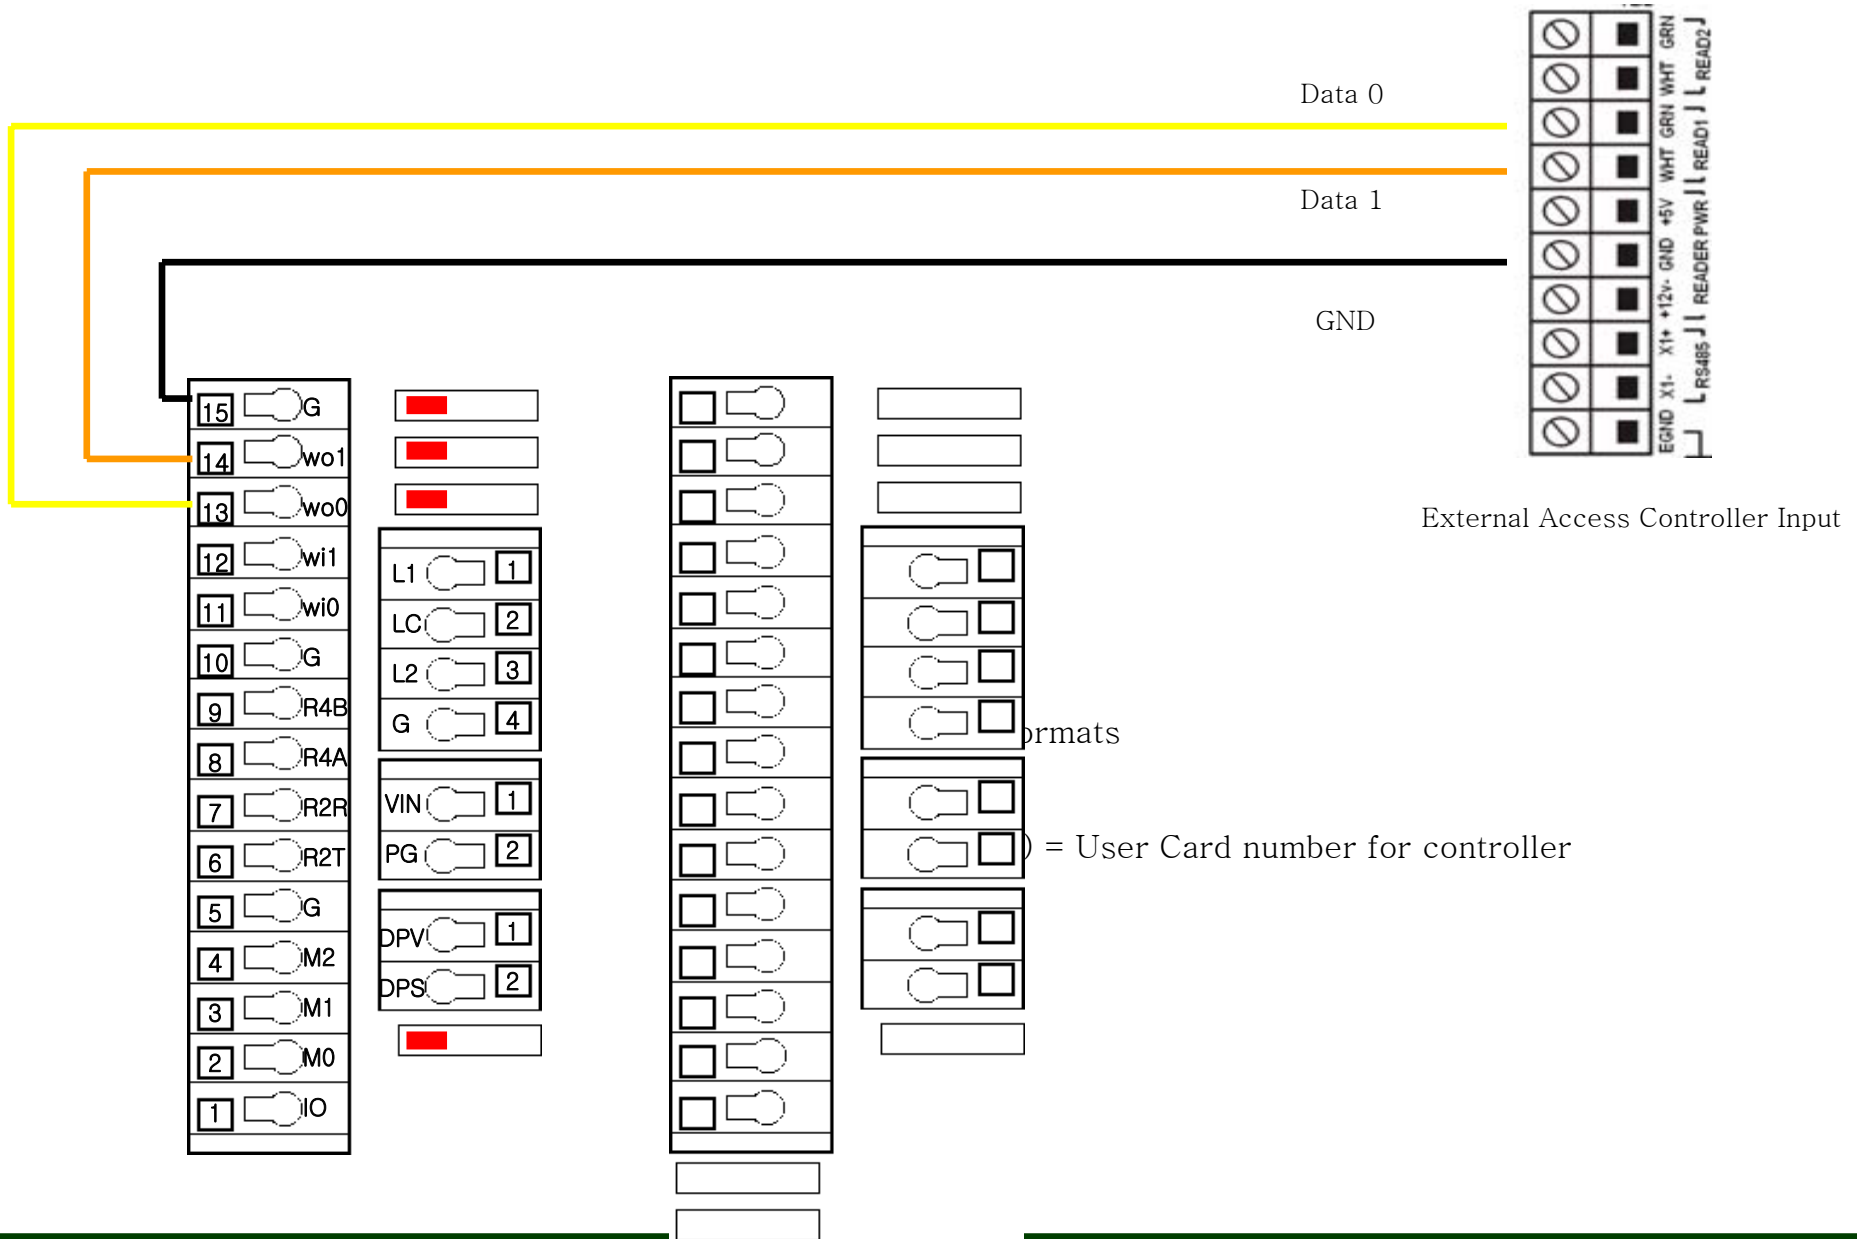 Data 0
Data 1
GND
GRN
WHT
READ2
GRN
WHT
READ1
+5V
GND
+12v-
READER PWR
X1+
X1-
RS485
EGND
External Access Controller Input
15 G
14 wo1
13 wo0
12 wi1
11 wi0
10 G
9 R4B
8 R4A
7 R2R
6 R2T
5 G
4 M2
3 M1
2 M0
1 IO
L1 1
LC 2
L2 3
G 4
VIN 1
PG 2
DPV 1
DPS 2
ormats
) = User Card number for controller